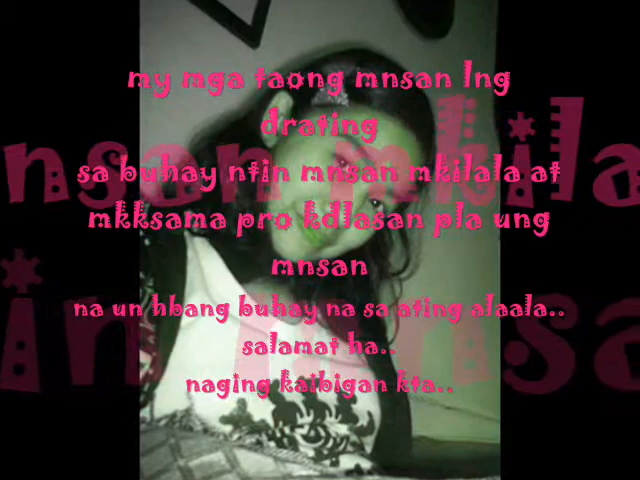 my mga taong mnsan lng
drating
sa buhay ntin mnsan mkilala at
mkksama pro kdlasan pla ung
mnsan
na un hbang buhay na sa ating alaala..
salamat ha..
naging kaibigan kta..